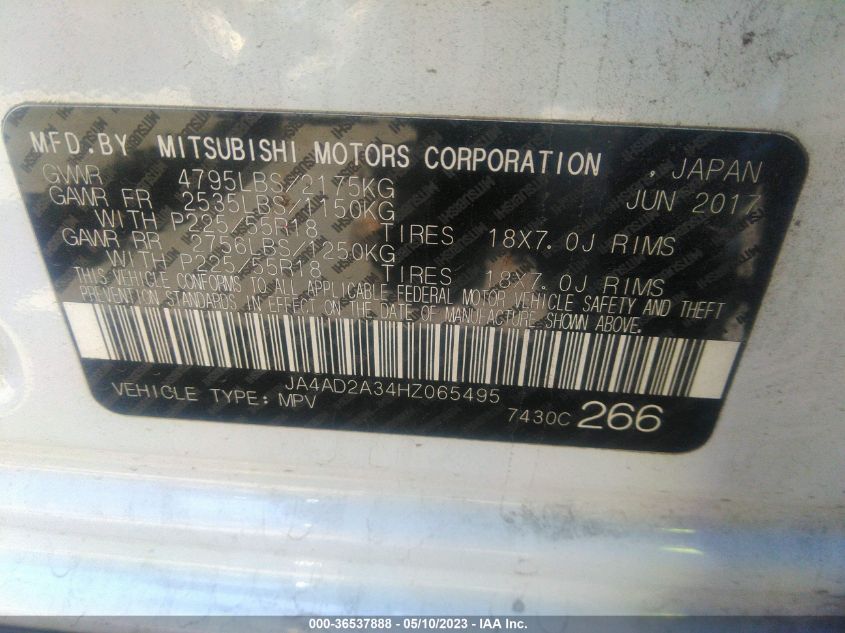 MFD.BY MITSUBISHI MOTORS CORPORATION , JAPAN
GVWR 4795LBS/2175KG JUN 2017
GAWR FR 2535LBS/1150KG
WITH P225/55R18 TIRES 18X7.0J RIMS
GAWR RR 2756LBS/1250KG
WITH P225/55R18 TIRES 18X7.0J RIMS
THIS VEHICLE CONFORMS TO ALL APPLICABLE FEDERAL MOTOR VEHICLE SAFETY AND THEFT
PREVENTION STANDARDS IN EFFECT ON THE DATE OF MANUFACTURE SHOWN ABOVE.
JA4AD2A34HZ065495
VEHICLE TYPE: MPV 7430C 266
000-36537888 - 05/10/2023 - IAA Inc.